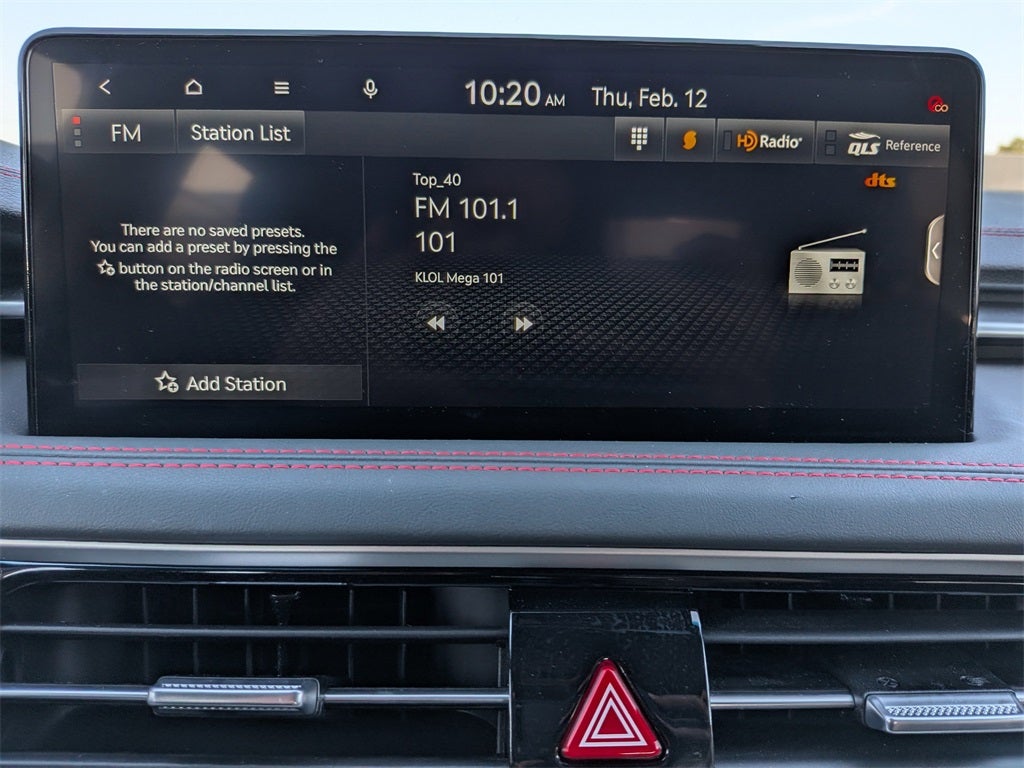 10:20 AM Thu, Feb. 12
FM Station List
HD Radio QLS Reference
dts
Top_40
FM 101.1
101
KLOL Mega 101
There are no saved presets.
You can add a preset by pressing the
button on the radio screen or in
the station/channel list.
Add Station